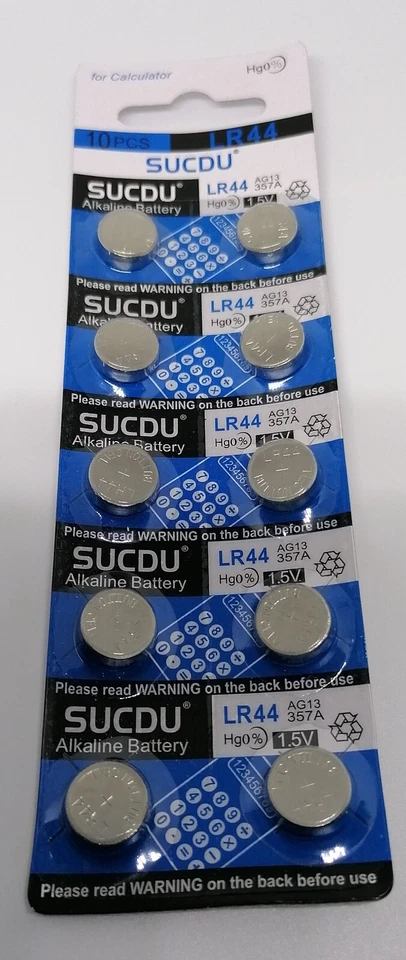 for Calculator Hg0%
10PCS LR44
SUCDU®
SUCDU® LR44 AG13 357A
Alkaline Battery Hg0% 1.5V
Please read WARNING on the back before use
SUCDU® LR44 AG13 357A
Alkaline Battery Hg0%
Please read WARNING on the back before use
SUCDU® LR44 AG13 357A
Alkaline Battery Hg0% 1.5V
LR44
Please read WARNING on the back before use
SUCDU® LR44 AG13 357A
Alkaline Battery Hg0% 1.5V
Please read WARNING on the back before use
SUCDU® LR44 AG13 357A
Alkaline Battery Hg0% 1.5V
Please read WARNING on the back before use